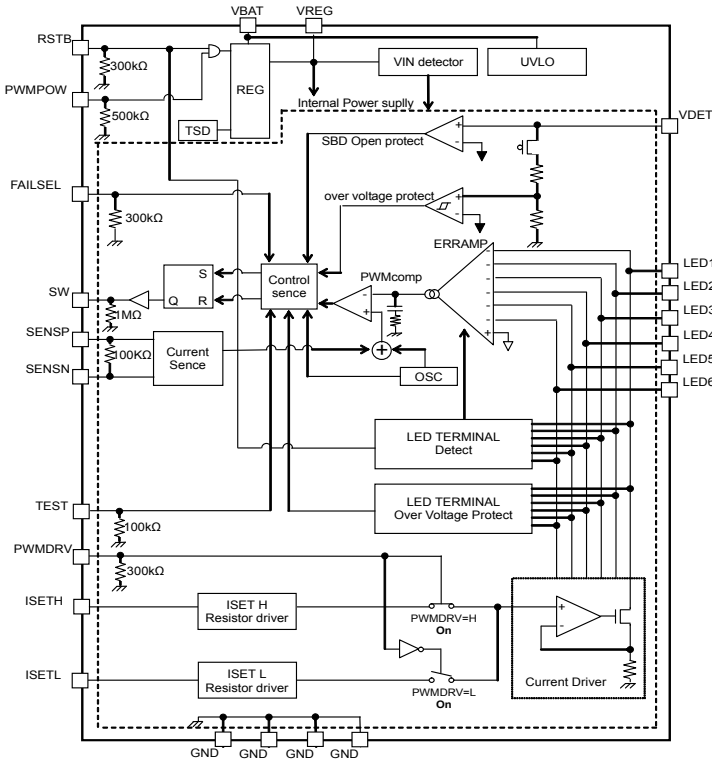 VBAT
VREG
RSTB
300kΩ
PWMPOW
500kΩ
REG
TSD
VIN detector
UVLO
Internal Power suplly
VDET
SBD Open protect
+
-
FAILSEL
300kΩ
over voltage protect
+
-
ERRAMP
PWMcomp
S
Q
R
Control
sence
-
+
-
-
-
-
-
-
+
LED1
LED2
LED3
LED4
LED5
LED6
SW
1MΩ
SENSP
100KΩ
SENSN
Current
Sence
+
OSC
LED TERMINAL
Detect
TEST
100kΩ
LED TERMINAL
Over Voltage Protect
PWMDRV
300kΩ
ISETH
ISET H
Resistor driver
PWMDRV=H
On
+
-
ISETL
ISET L
Resistor driver
PWMDRV=L
On
Current Driver
GND
GND
GND
GND